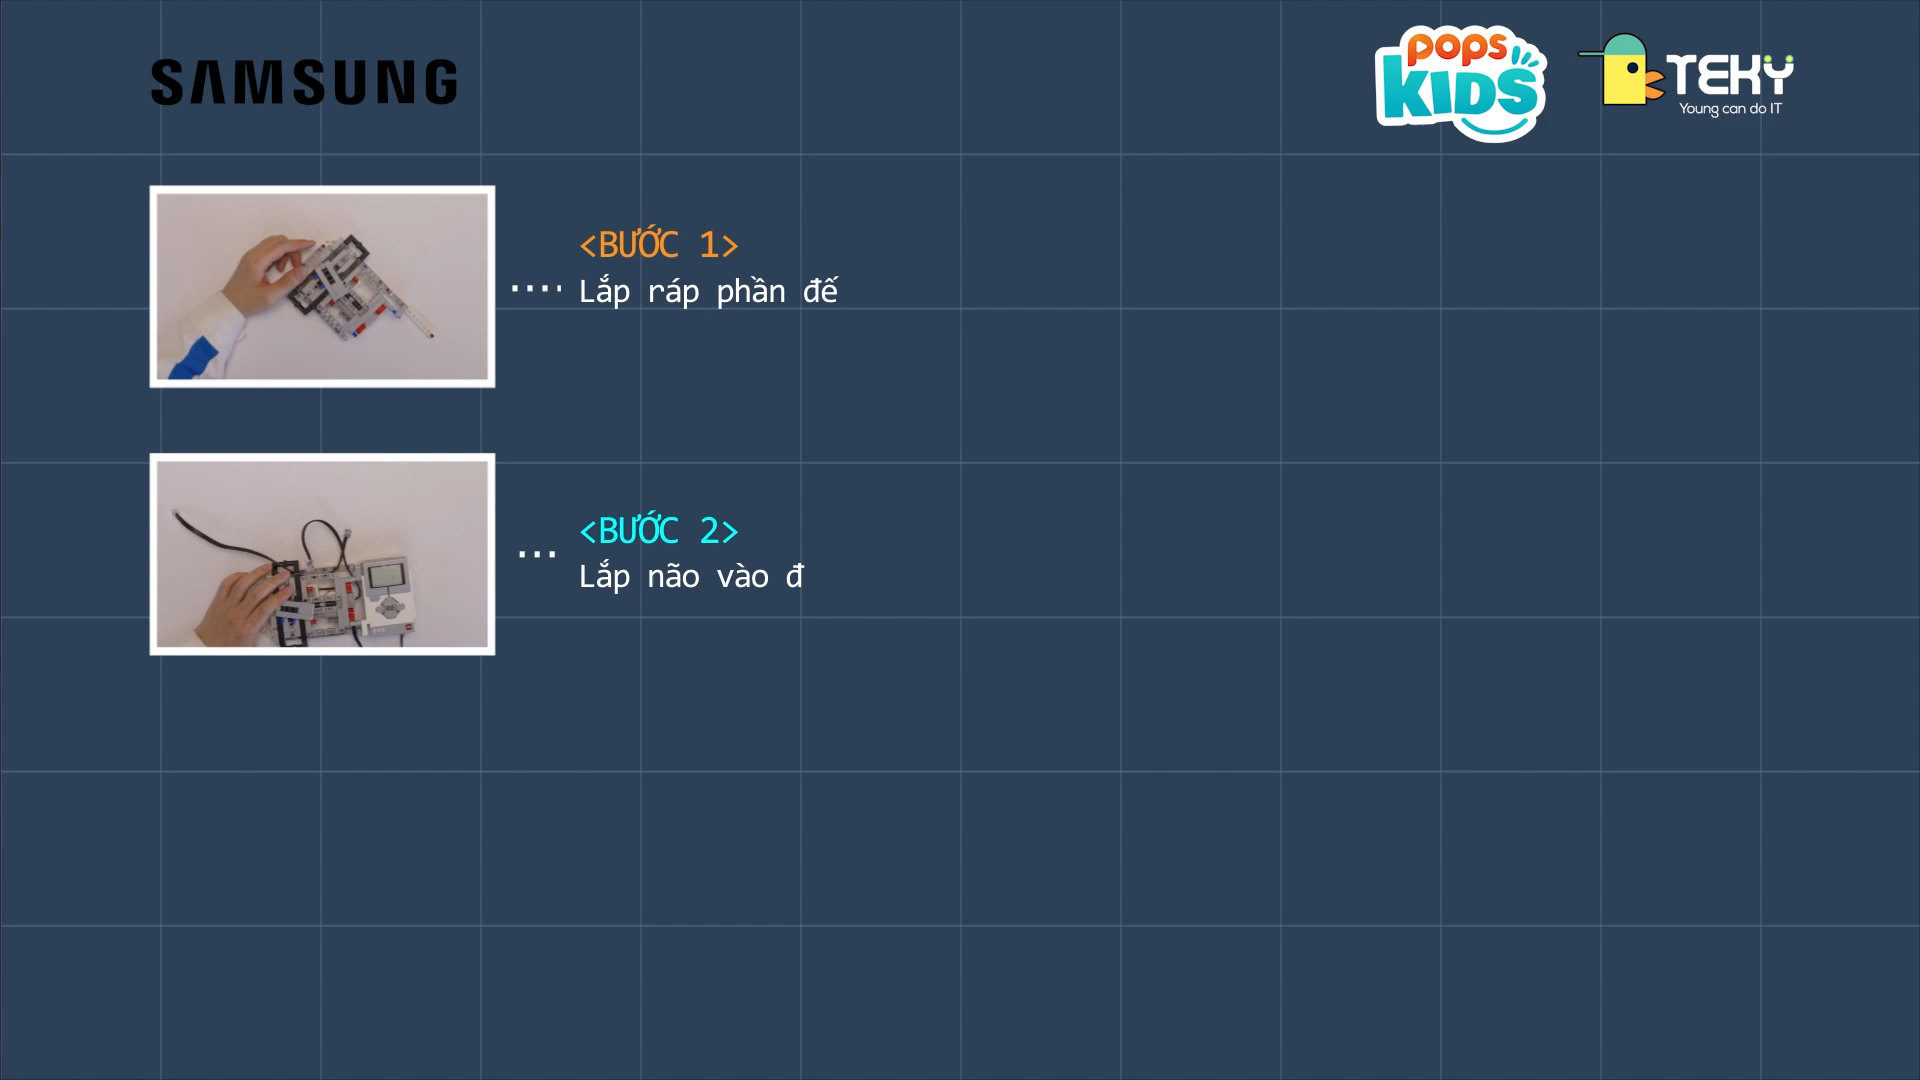 SAMSUNG
pops
KIDS
TEKY
Young can do IT
<BƯỚC 1>
.... Lắp ráp phần đế
<BƯỚC 2>
... Lắp não vào đ